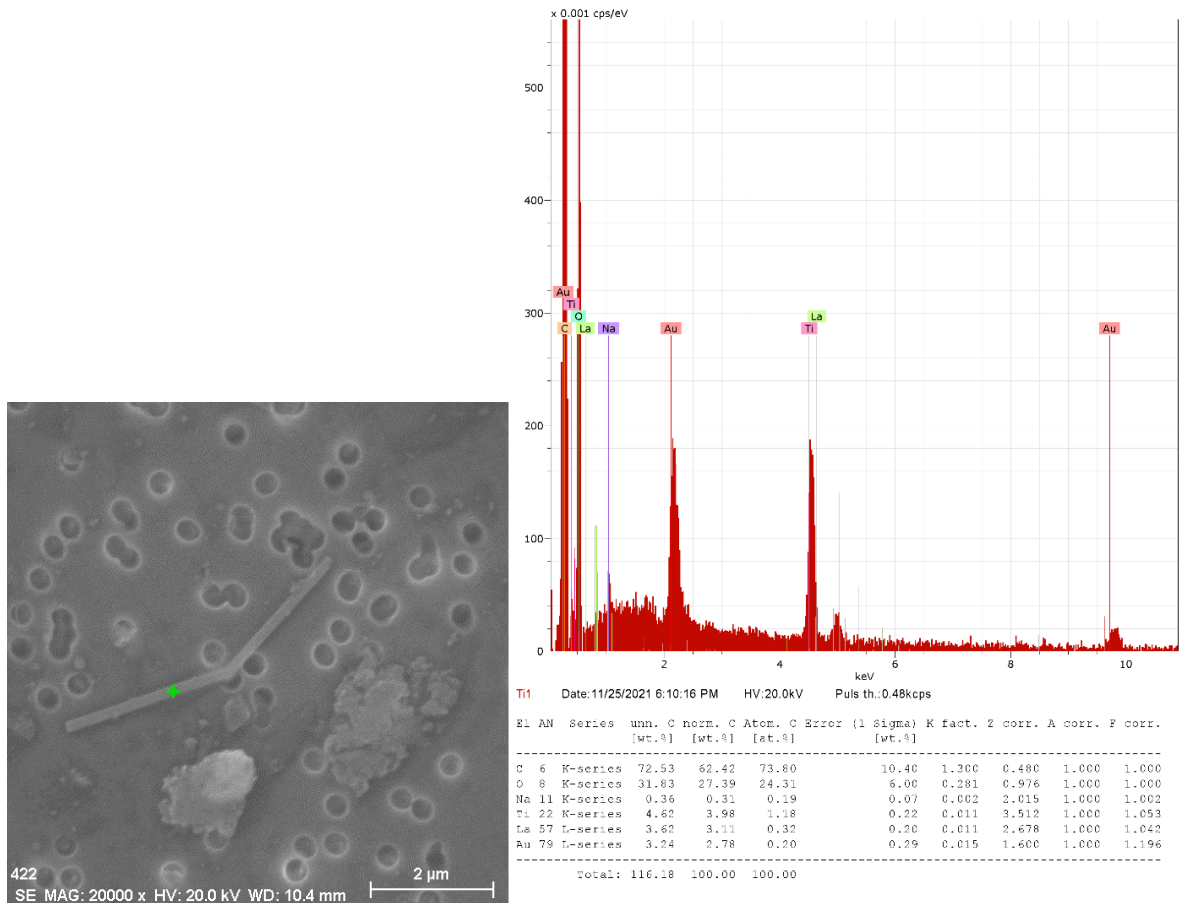 x 0.001 cps/eV
500
400
300
200
100
0
Au
Ti
O
C
La
Na
Au
La
Ti
Au
2 4 6 8 10
keV
Ti1 Date:11/25/2021 6:10:16 PM HV:20.0kV Puls th.:0.48kcps
El AN Series unn. C norm. C Atom. C Error (1 Sigma) K fact. Z corr. A corr. F corr.
[wt.%] [wt.%] [at.%] [wt.%]
C 6 K-series 72.53 62.42 73.80 10.40 1.300 0.480 1.000 1.000
O 8 K-series 31.83 27.39 24.31 6.00 0.281 0.976 1.000 1.000
Na 11 K-series 0.36 0.31 0.19 0.07 0.002 2.015 1.000 1.002
Ti 22 K-series 4.62 3.98 1.18 0.22 0.011 3.512 1.000 1.053
La 57 L-series 3.62 3.11 0.32 0.20 0.011 2.678 1.000 1.042
Au 79 L-series 3.24 2.78 0.20 0.29 0.015 1.600 1.000 1.196
Total: 116.18 100.00 100.00
422
2 µm
SE MAG: 20000 x HV: 20.0 kV WD: 10.4 mm